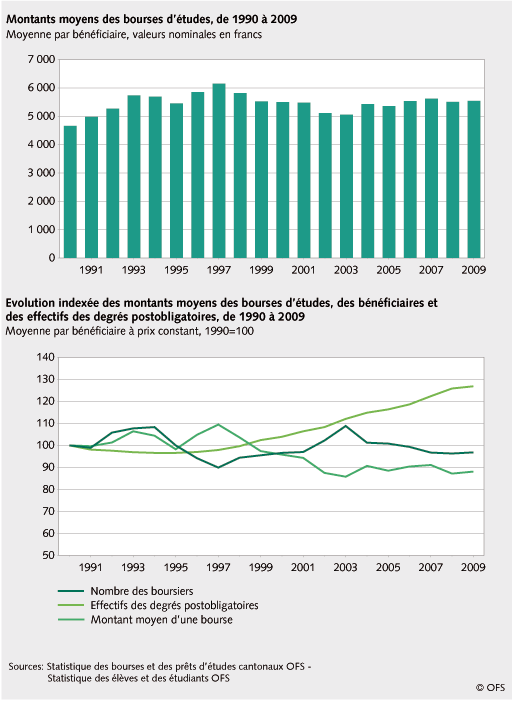 Montants moyens des bourses d'études, de 1990 à 2009
Moyenne par bénéficiaire, valeurs nominales en francs
7 000
6 000
5 000
4 000
3 000
2 000
1 000
0
1991 1993 1995 1997 1999 2001 2003 2005 2007 2009
Evolution indexée des montants moyens des bourses d'études, des bénéficiaires et
des effectifs des degrés postobligatoires, de 1990 à 2009
Moyenne par bénéficiaire à prix constant, 1990=100
140
130
120
110
100
90
80
70
60
50
1991 1993 1995 1997 1999 2001 2003 2005 2007 2009
Nombre des boursiers
Effectifs des degrés postobligatoires
Montant moyen d'une bourse
Sources: Statistique des bourses et des prêts d'études cantonaux OFS -
Statistique des élèves et des étudiants OFS
© OFS